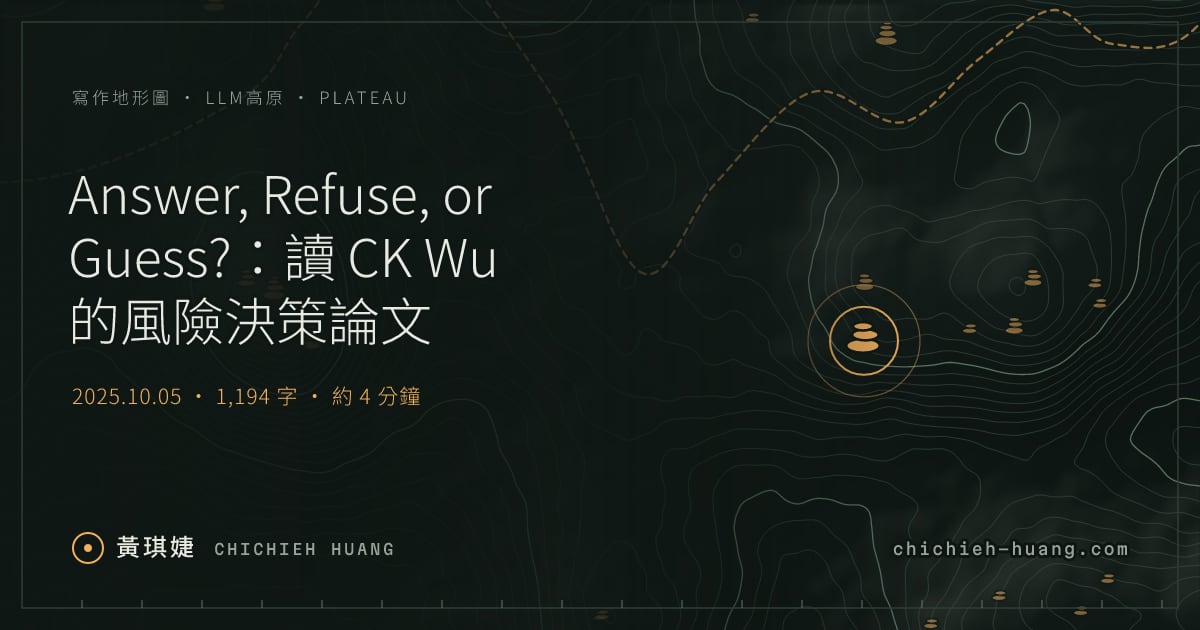 寫作地形圖 · LLM高原 · PLATEAU
Answer, Refuse, or
Guess?：讀 CK Wu
的風險決策論文
2025.10.05 · 1,194 字 · 約 4 分鐘
黃琪婕 CHICHIEH HUANG
chichieh-huang.com